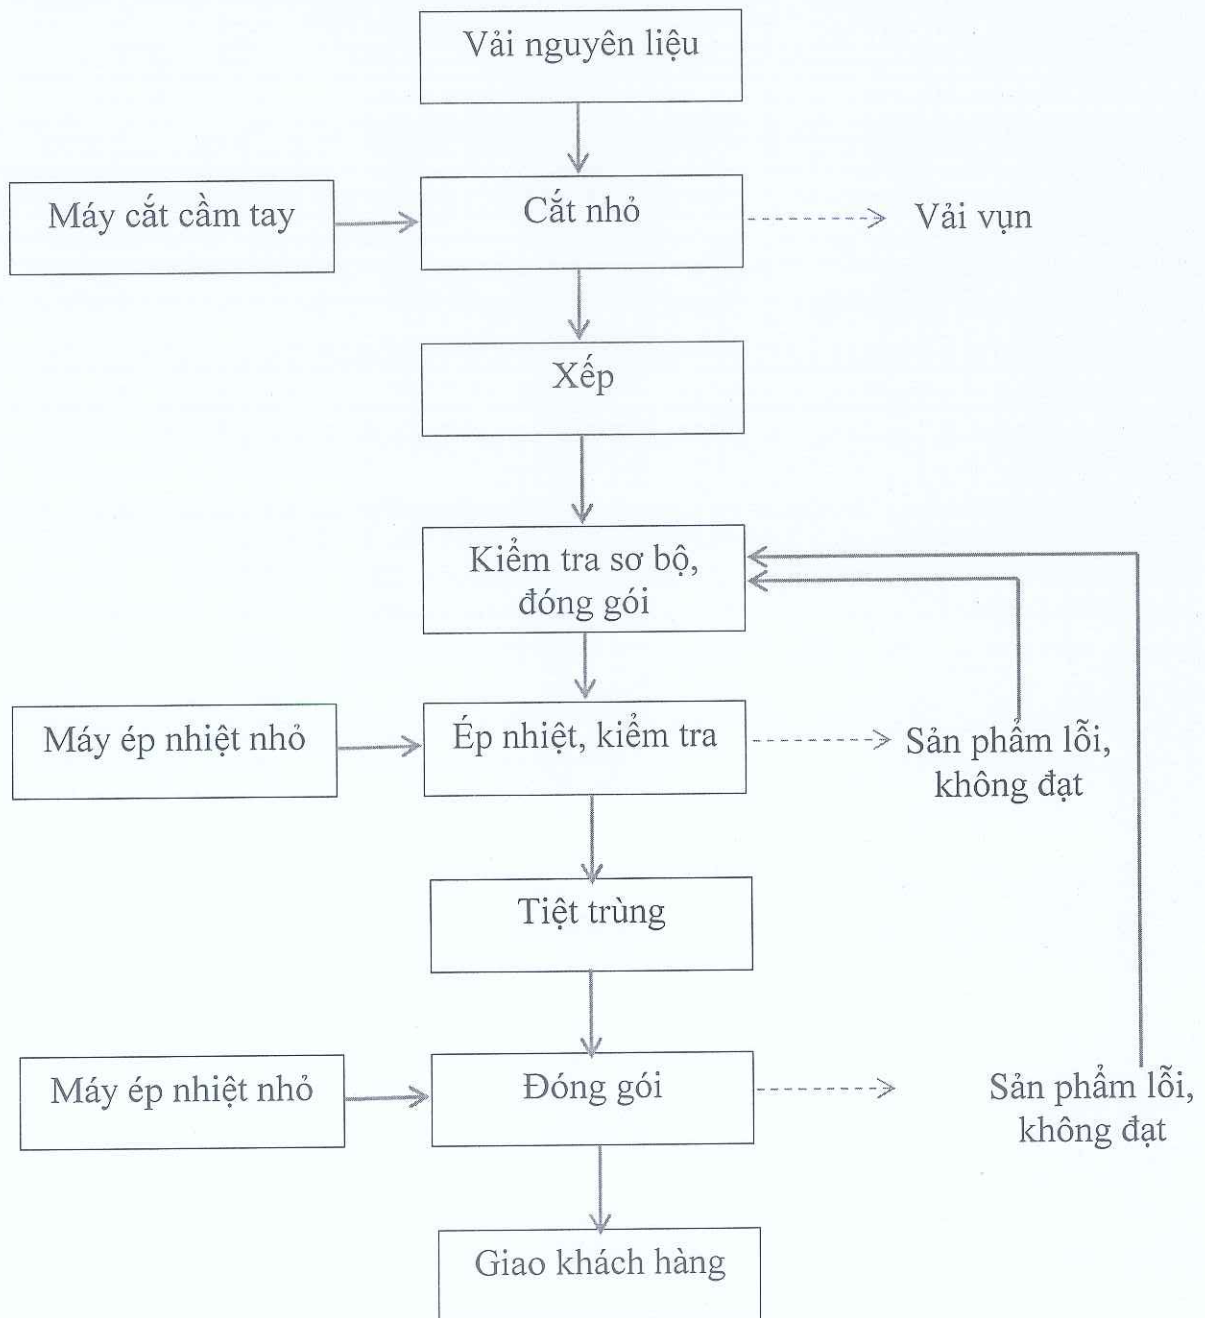 Vải nguyên liệu
Máy cắt cầm tay
Cắt nhỏ
Vải vụn
Xếp
Kiểm tra sơ bộ,
đóng gói
Máy ép nhiệt nhỏ
Ép nhiệt, kiểm tra
Sản phẩm lỗi,
không đạt
Tiệt trùng
Máy ép nhiệt nhỏ
Đóng gói
Sản phẩm lỗi,
không đạt
Giao khách hàng